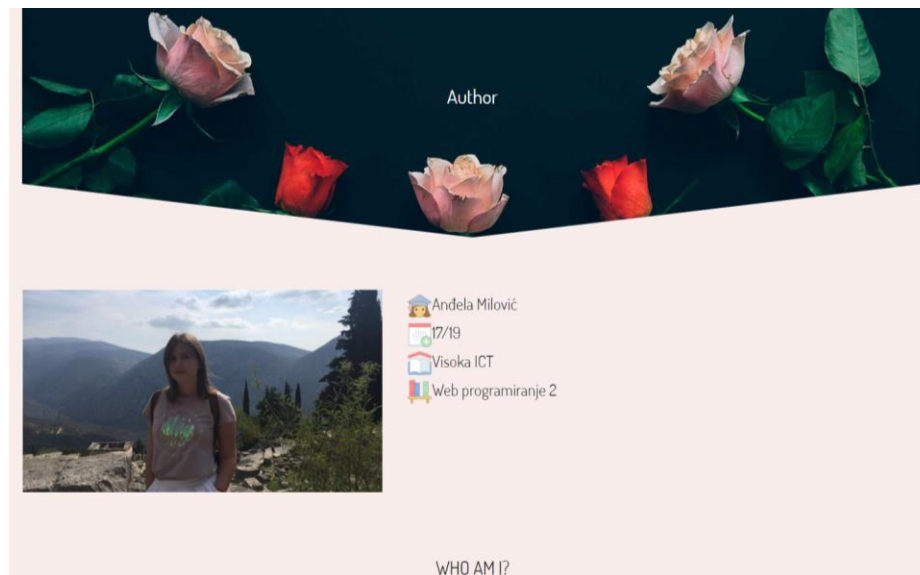 Author
Anđela Milović
17/19
Visoka ICT
Web programiranje 2
WHO AM I?